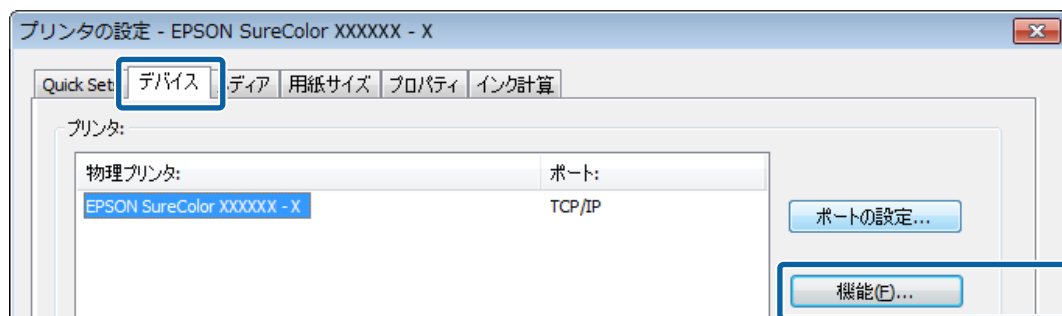 プリンタの設定 - EPSON SureColor XXXXXX - X
Quick Set デバイス ディア 用紙サイズ プロパティ インク計算
プリンタ:
物理プリンタ: ポート:
EPSON SureColor XXXXXX - X TCP/IP
ポートの設定...
機能(F)...